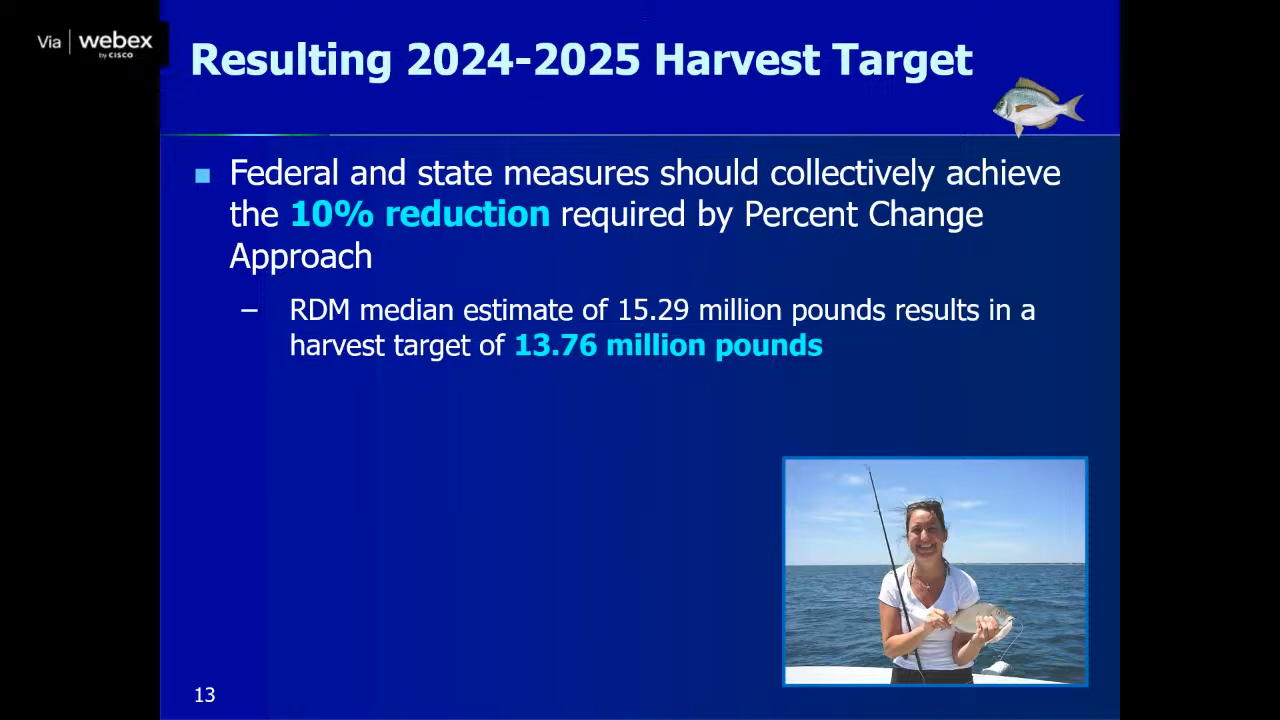 Via webex
by CISCO
Resulting 2024-2025 Harvest Target
Federal and state measures should collectively achieve
the 10% reduction required by Percent Change
Approach
– RDM median estimate of 15.29 million pounds results in a
harvest target of 13.76 million pounds
13